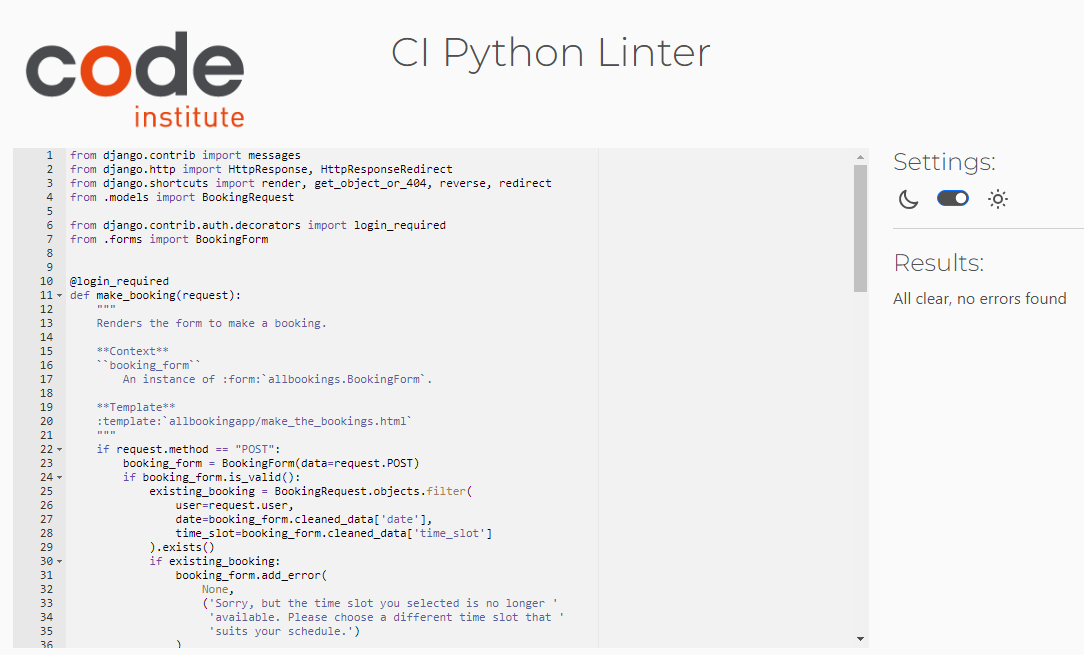 code
institute
CI Python Linter
1 from django.contrib import messages
2 from django.http import HttpResponse, HttpResponseRedirect
3 from django.shortcuts import render, get_object_or_404, reverse, redirect
4 from .models import BookingRequest
5
6 from django.contrib.auth.decorators import login_required
7 from .forms import BookingForm
8
9
10 @login_required
11 def make_booking(request):
12     """
13     Renders the form to make a booking.
14
15     **Context**
16     ``booking_form``
17         An instance of :form:`allbookings.BookingForm`.
18
19     **Template**
20     :template:`allbookingapp/make_the_bookings.html`
21     """
22     if request.method == "POST":
23         booking_form = BookingForm(data=request.POST)
24         if booking_form.is_valid():
25             existing_booking = BookingRequest.objects.filter(
26                 user=request.user,
27                 date=booking_form.cleaned_data['date'],
28                 time_slot=booking_form.cleaned_data['time_slot']
29             ).exists()
30             if existing_booking:
31                 booking_form.add_error(
32                     None,
33                     ('Sorry, but the time slot you selected is no longer '
34                      'available. Please choose a different time slot that '
35                      'suits your schedule.')
36                 )
Settings:
Results:
All clear, no errors found